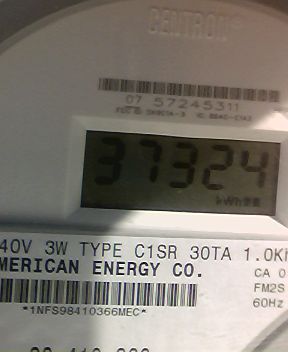 CENTRON®
07 57245311
37324
kWh
40V 3W TYPE C1SR 30TA 1.0Kh
MERICAN ENERGY CO.
CA 0
FM2S
60Hz
*1NFS98410366MEC*